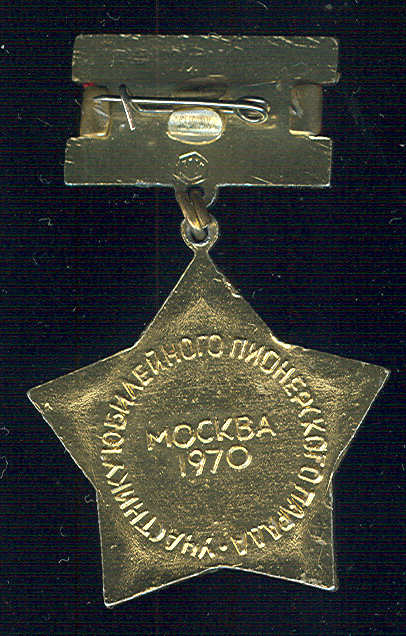 УЧАСТНИКУ ЮБИЛЕЙНОГО ПИОНЕРСКОГО ПАРАДА •
МОСКВА
1970